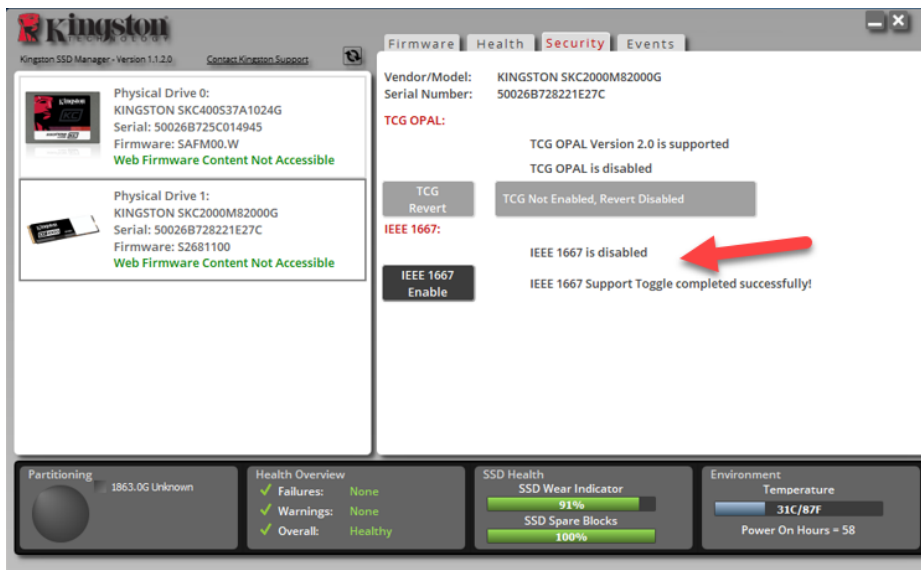 Kingston
TECHNOLOGY
Kingston SSD Manager - Version 1.1.2.0
Contact Kingston Support
Firmware
Health
Security
Events
Physical Drive 0:
KINGSTON SKC400S37A1024G
Serial: 50026B725C014945
Firmware: SAFM00.W
Web Firmware Content Not Accessible
Physical Drive 1:
KINGSTON SKC2000M82000G
Serial: 50026B728221E27C
Firmware: S2681100
Web Firmware Content Not Accessible
Vendor/Model: KINGSTON SKC2000M82000G
Serial Number: 50026B728221E27C
TCG OPAL:
TCG OPAL Version 2.0 is supported
TCG OPAL is disabled
TCG
Revert
TCG Not Enabled, Revert Disabled
IEEE 1667:
IEEE 1667 is disabled
IEEE 1667
Enable
IEEE 1667 Support Toggle completed successfully!
Partitioning
1863.0G Unknown
Health Overview
Failures: None
Warnings: None
Overall: Healthy
SSD Health
SSD Wear Indicator
91%
SSD Spare Blocks
100%
Environment
Temperature
31C/87F
Power On Hours = 58